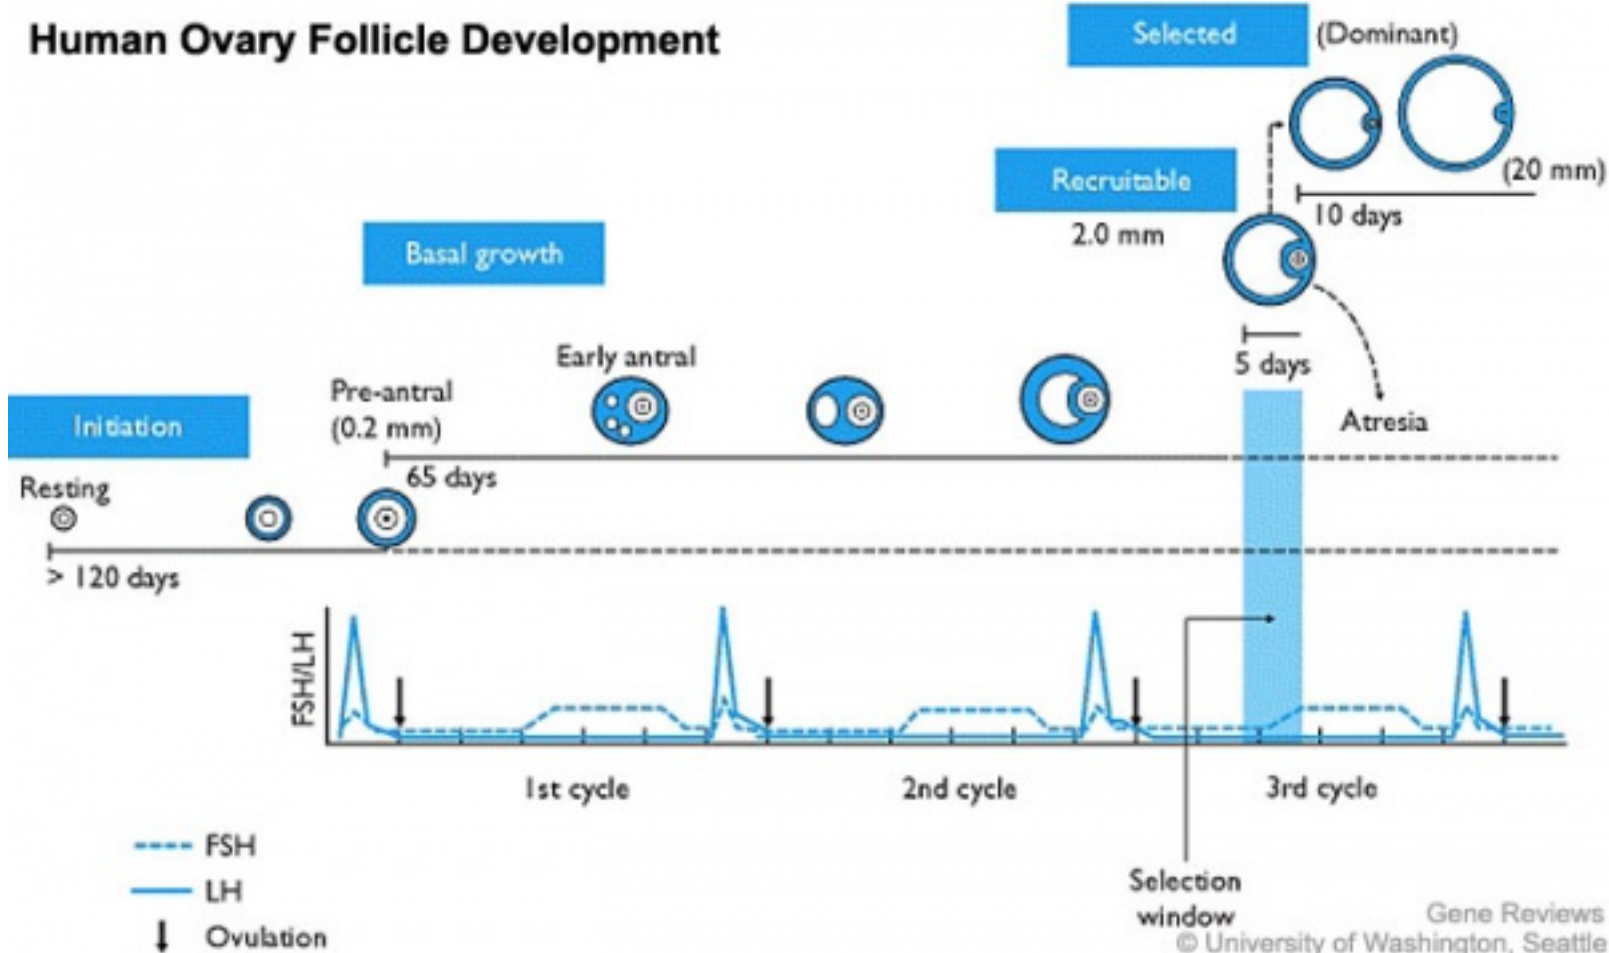 Human Ovary Follicle Development
Selected
(Dominant)
(20 mm)
10 days
Recruitable
2.0 mm
Basal growth
5 days
Early antral
Pre-antral
(0.2 mm)
Atresia
Initiation
65 days
Resting
> 120 days
FSH/LH
1st cycle
2nd cycle
3rd cycle
FSH
LH
Ovulation
Selection
window
Gene Reviews
© University of Washington, Seattle